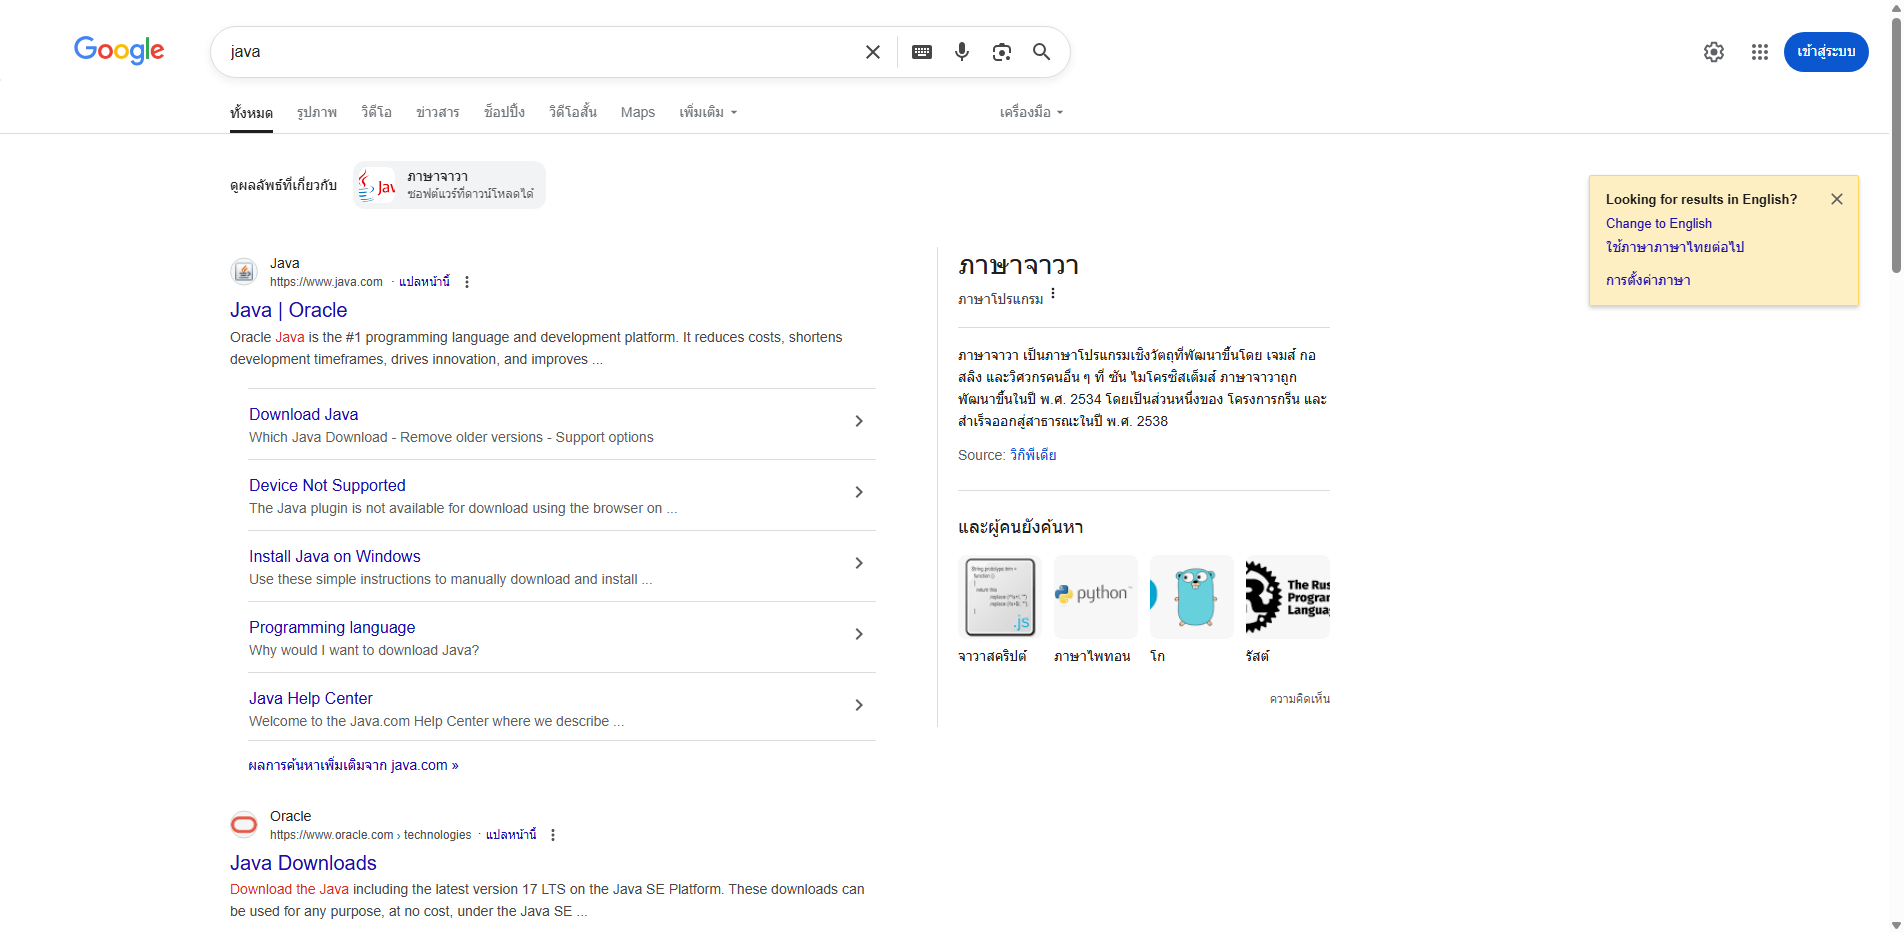 Google
java
เข้าสู่ระบบ
ทั้งหมด
รูปภาพ
วิดีโอ
ข่าวสาร
ช็อปปิ้ง
วิดีโอสั้น
Maps
เพิ่มเติม
เครื่องมือ
ดูผลลัพธ์ที่เกี่ยวกับ
ภาษาจาวา
ซอฟต์แวร์ที่ดาวน์โหลดได้
Looking for results in English?
Change to English
ใช้ภาษาภาษาไทยต่อไป
การตั้งค่าภาษา
Java
https://www.java.com · แปลหน้านี้
Java | Oracle
Oracle Java is the #1 programming language and development platform. It reduces costs, shortens
development timeframes, drives innovation, and improves ...
Download Java
Which Java Download - Remove older versions - Support options
Device Not Supported
The Java plugin is not available for download using the browser on ...
Install Java on Windows
Use these simple instructions to manually download and install ...
Programming language
Why would I want to download Java?
Java Help Center
Welcome to the Java.com Help Center where we describe ...
ผลการค้นหาเพิ่มเติมจาก java.com »
Oracle
https://www.oracle.com › technologies · แปลหน้านี้
Java Downloads
Download the Java including the latest version 17 LTS on the Java SE Platform. These downloads can
be used for any purpose, at no cost, under the Java SE ...
ภาษาจาวา
ภาษาโปรแกรม
ภาษาจาวา เป็นภาษาโปรแกรมเชิงวัตถุที่พัฒนาขึ้นโดย เจมส์ กอ
สลิง และวิศวกรคนอื่น ๆ ที่ ซัน ไมโครซิสเต็มส์ ภาษาจาวาถูก
พัฒนาขึ้นในปี พ.ศ. 2534 โดยเป็นส่วนหนึ่งของ โครงการกรีน และ
สำเร็จออกสู่สาธารณะในปี พ.ศ. 2538
Source: วิกิพีเดีย
และผู้คนยังค้นหา
.js
python
The Rus
Program
Langua
จาวาสคริปต์
ภาษาไพทอน
โก
รัสต์
ความคิดเห็น